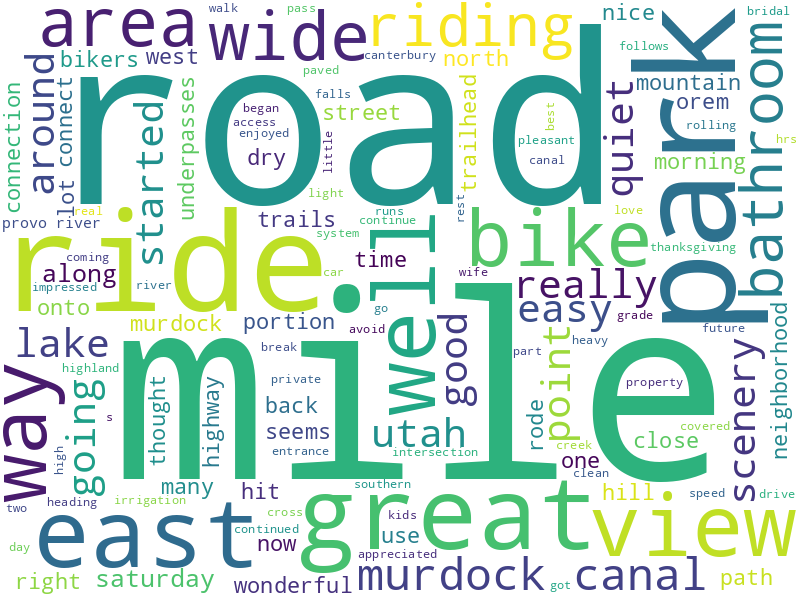 area
wide
riding
nice
bridal
walk
pass
follows
bikers
west
canterbury
north
park
bathroom
road
around
lot
connect
connection
started
underpasses
paved
falls
street
began
access
enjoyed
dry
little
trailhead
best
pleasant
canal
quiet
mountain
orem
rolling
morning
hrs
light
love
real
provo river
trails
runs
continue
rest
system
thanksgiving
ride
bike
well
coming
impressed
river
along
car
time
go
wife
really
onto
murdock
portion
avoid
easy
grade
future
lake
break
good
part
heavy
mile
way
going
highland
thought
highway
private
back
property
point
rode
scenery
neighborhood
s
seems
entrance
utah
intersection
creek
close
covered
high
many
hit
southern
one
clean
hill
speed
drive
two
heading
irrigation
cross
kids
great
view
east
continued
use
day
now
appreciated
right
saturday
wonderful
murdock
got
canal
path